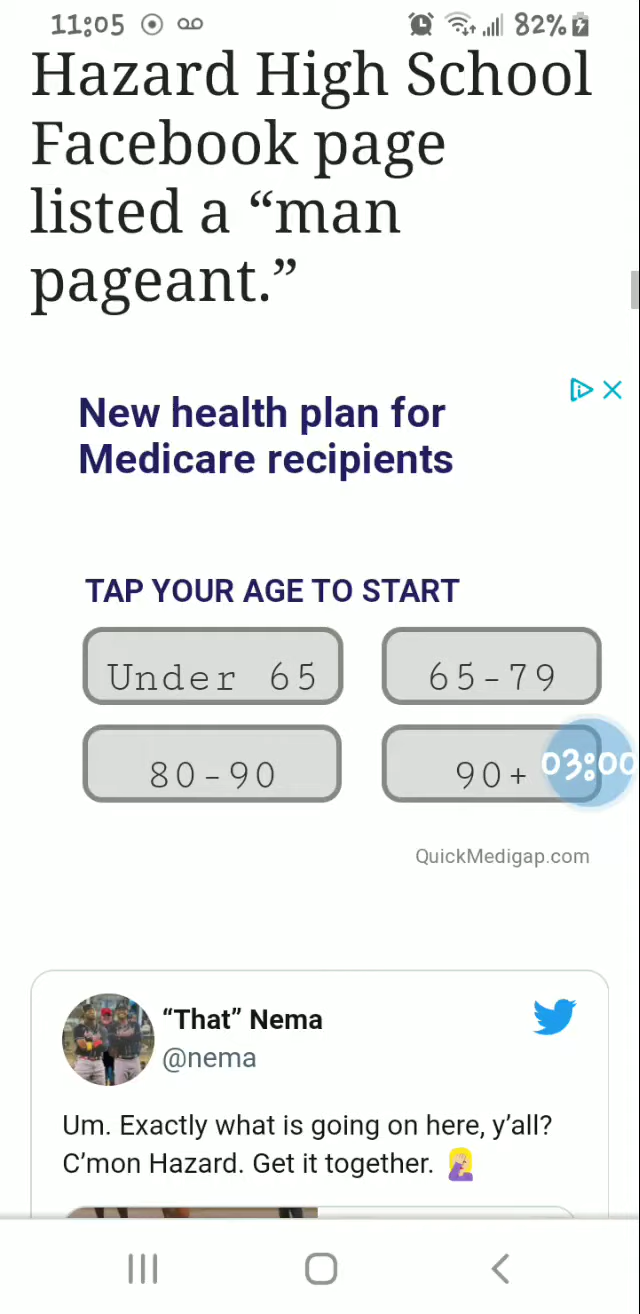 11:05
82%
Hazard High School
Facebook page
listed a “man
pageant.”
New health plan for
Medicare recipients
TAP YOUR AGE TO START
Under 65
65-79
80-90
90+
03:00
QuickMedigap.com
“That” Nema
@nema
Um. Exactly what is going on here, y’all?
C’mon Hazard. Get it together.